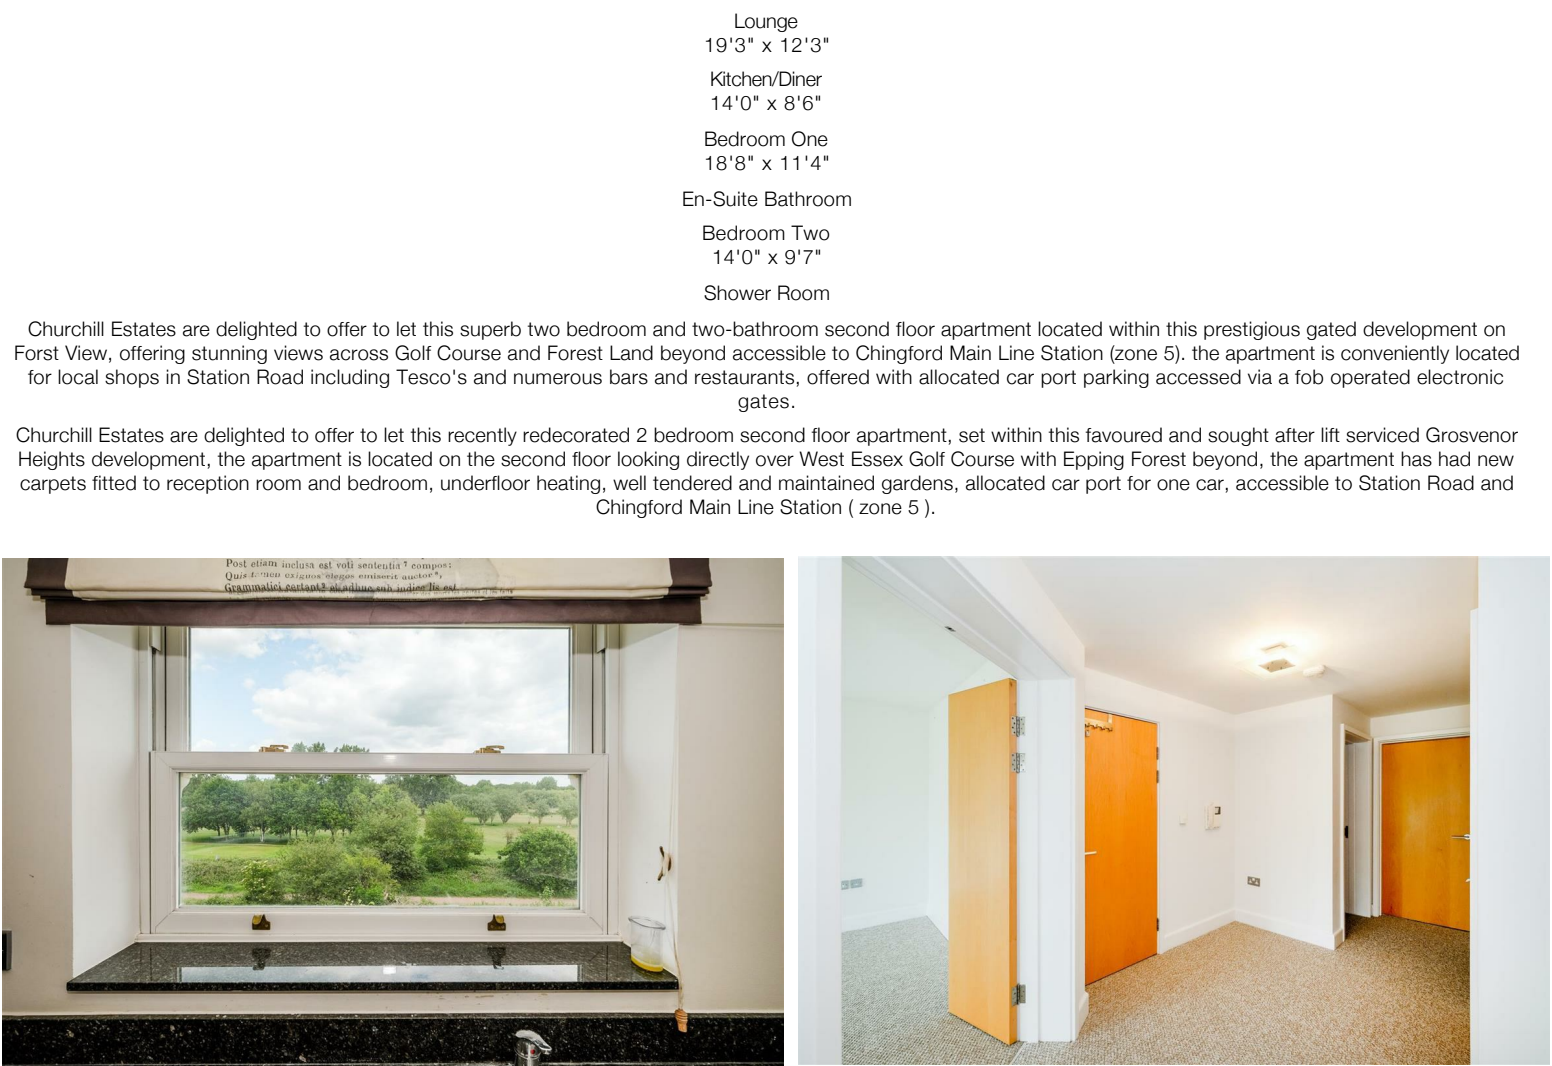 Lounge
19'3" x 12'3"
Kitchen/Diner
14'0" x 8'6"
Bedroom One
18'8" x 11'4"
En-Suite Bathroom
Bedroom Two
14'0" x 9'7"
Shower Room
Churchill Estates are delighted to offer to let this superb two bedroom and two-bathroom second floor apartment located within this prestigious gated development on
Forst View, offering stunning views across Golf Course and Forest Land beyond accessible to Chingford Main Line Station (zone 5). the apartment is conveniently located
for local shops in Station Road including Tesco's and numerous bars and restaurants, offered with allocated car port parking accessed via a fob operated electronic
gates.
Churchill Estates are delighted to offer to let this recently redecorated 2 bedroom second floor apartment, set within this favoured and sought after lift serviced Grosvenor
Heights development, the apartment is located on the second floor looking directly over West Essex Golf Course with Epping Forest beyond, the apartment has had new
carpets fitted to reception room and bedroom, underfloor heating, well tendered and maintained gardens, allocated car port for one car, accessible to Station Road and
Chingford Main Line Station ( zone 5 ).
Post etiam inclusa est voti sententia compos:
Quis exiguos elegos emiserit auctor,
Grammatici certant